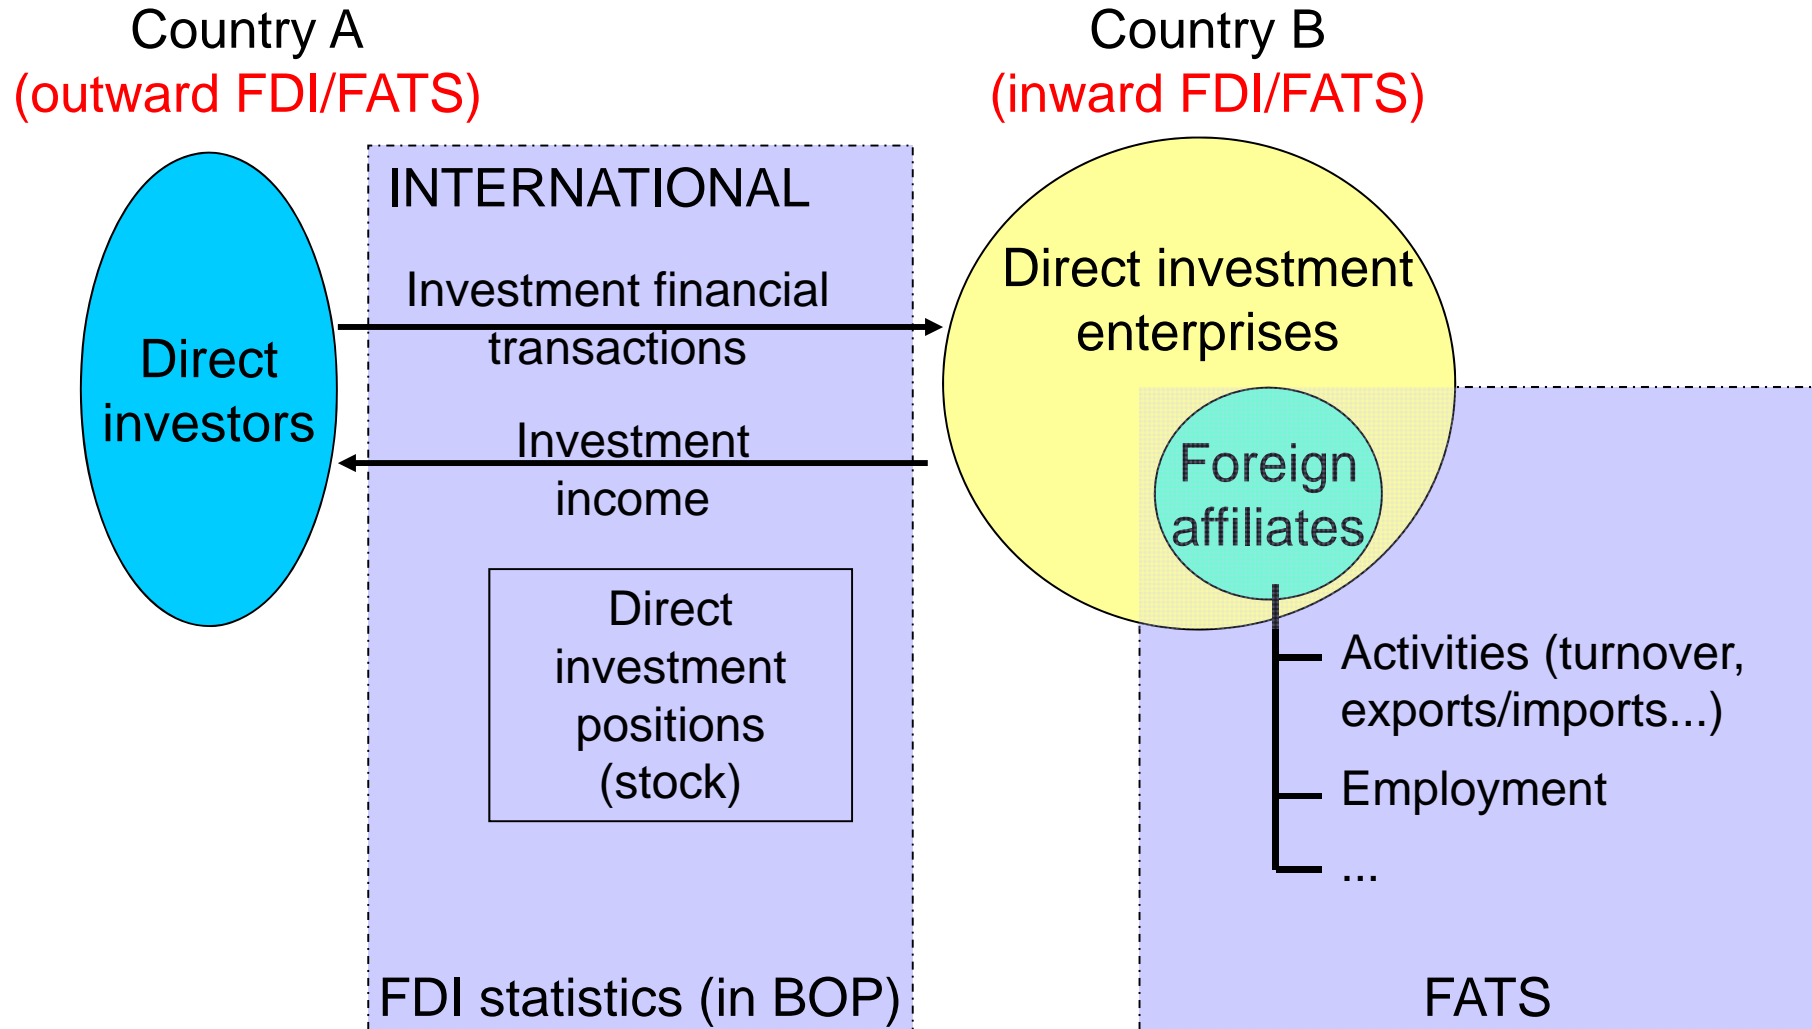 Country A
(outward FDI/FATS)
Country B
(inward FDI/FATS)
INTERNATIONAL
Investment financial
transactions
Investment
income
Direct
investors
Direct
investment
positions
(stock)
FDI statistics (in BOP)
Direct investment
enterprises
Foreign
affiliates
Activities (turnover,
exports/imports...)
Employment
...
FATS